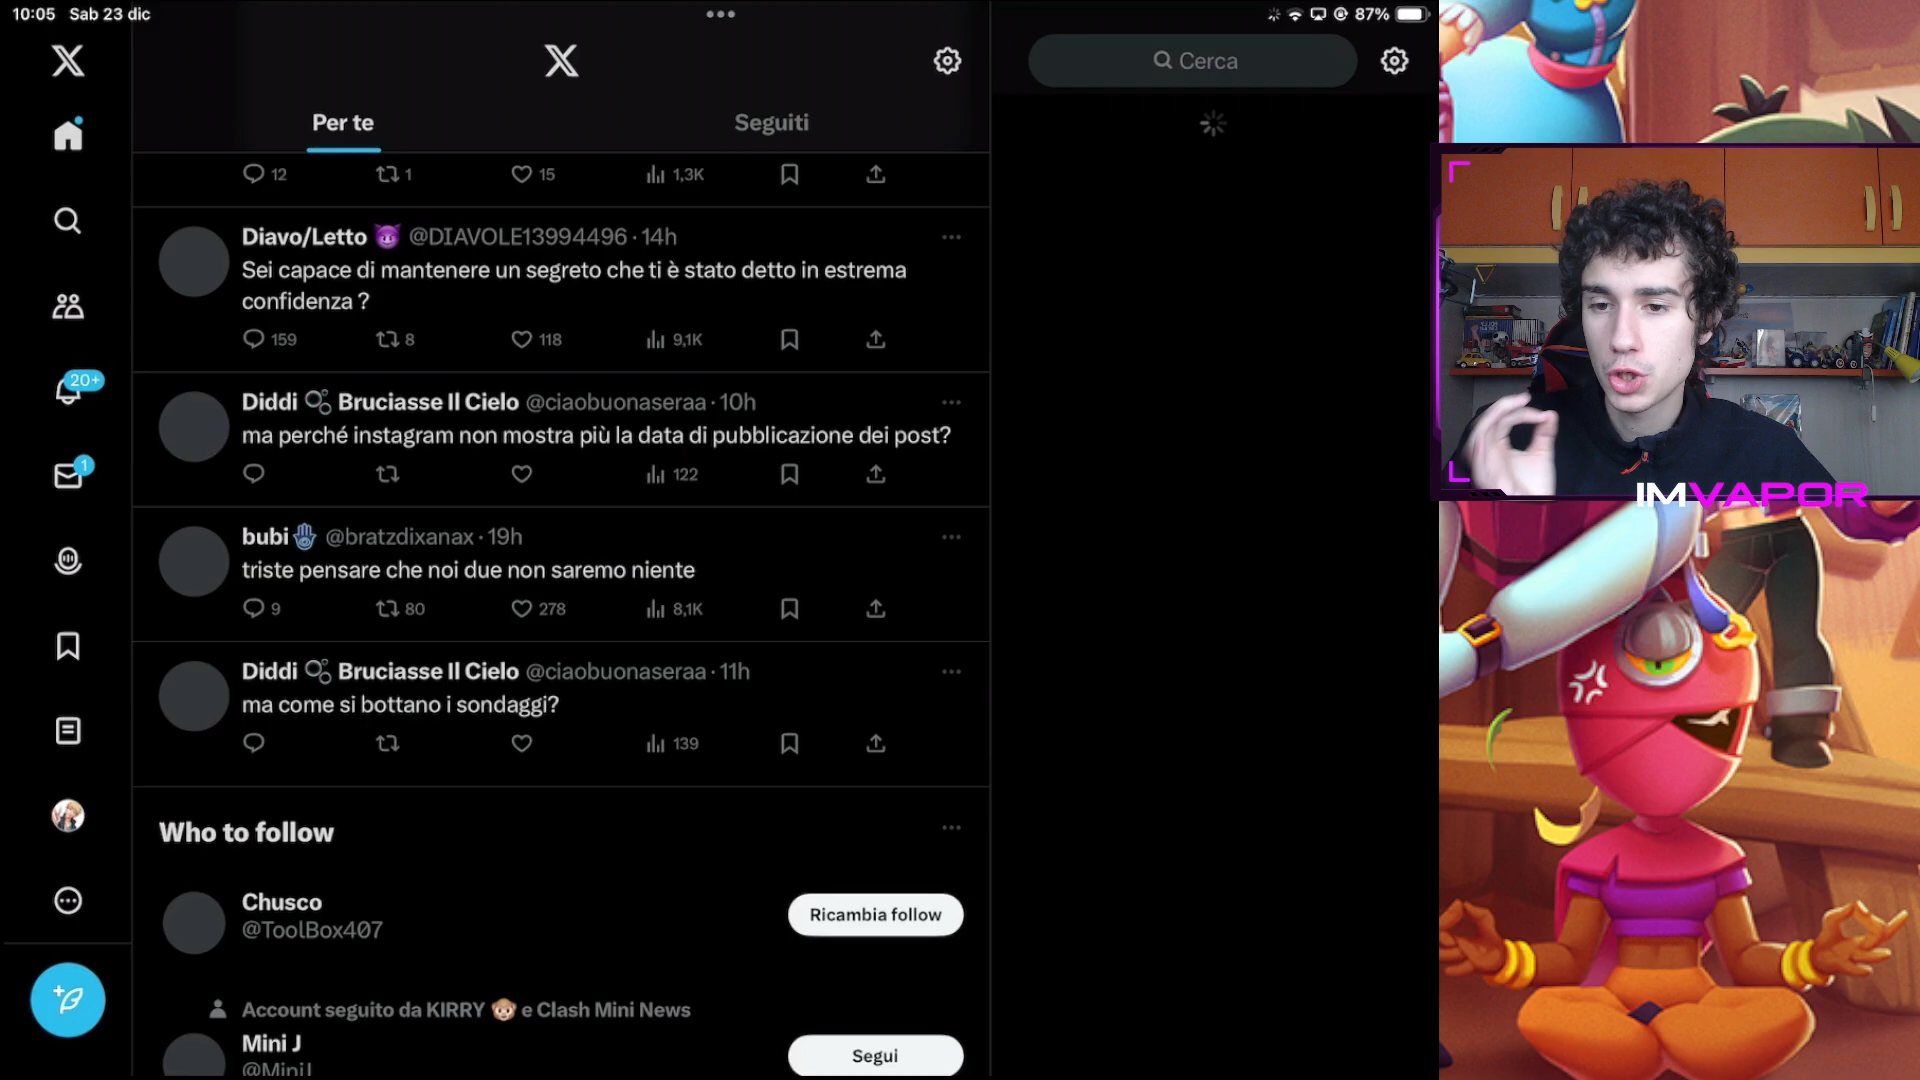 10:05 Sab 23 dic
87%
Cerca
Per te
Seguiti
12
1
15
1,3K
Diavo/Letto 😈 @DIAVOLE13994496 · 14h
Sei capace di mantenere un segreto che ti è stato detto in estrema
confidenza ?
159
8
118
9,1K
20+
Diddi 🫧 Bruciasse Il Cielo @ciaobuonaseraa · 10h
ma perché instagram non mostra più la data di pubblicazione dei post?
122
1
bubi🪬 @bratzdixanax · 19h
triste pensare che noi due non saremo niente
9
80
278
8,1K
Diddi 🫧 Bruciasse Il Cielo @ciaobuonaseraa · 11h
ma come si bottano i sondaggi?
139
Who to follow
Chusco
@ToolBox407
Ricambia follow
Account seguito da KIRRY 🐵 e Clash Mini News
Mini J
@MiniJ
Segui
IMVAPOR